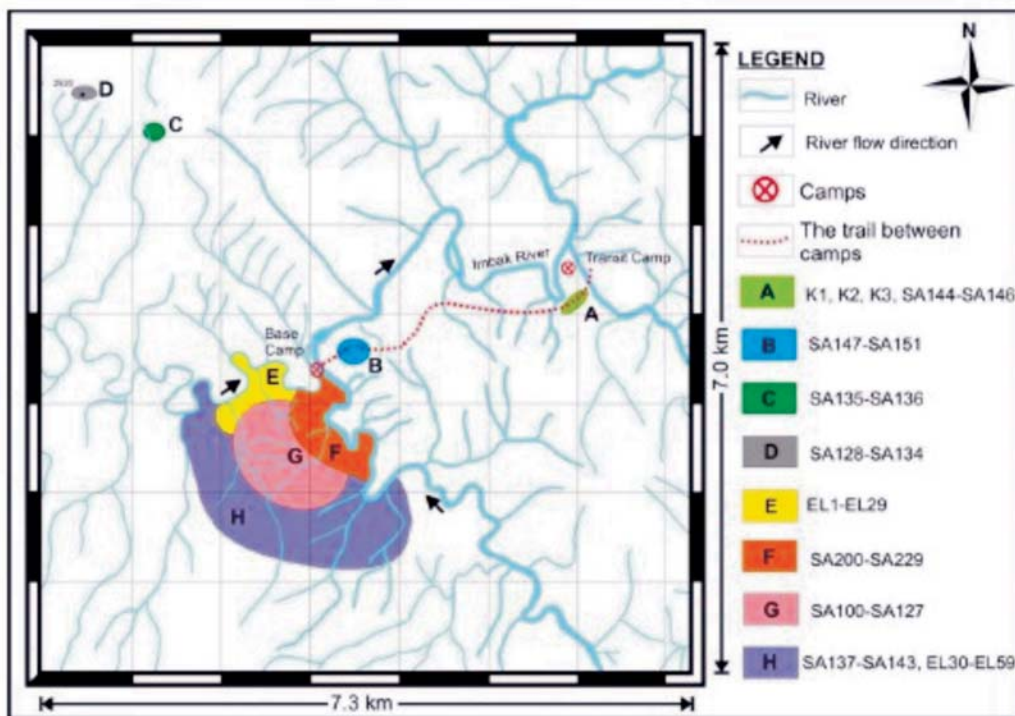 LEGEND
N
River
River flow direction
Camps
The trail between
camps
A
K1, K2, K3, SA144-SA146
B
SA147-SA151
C
SA135-SA136
D
SA128-SA134
E
EL1-EL29
F
SA200-SA229
G
SA100-SA127
H
SA137-SA143, EL30-EL59
D
C
Imbak River
Transit Camp
A
Base
Camp
B
E
F
G
H
7.0 km
7.3 km